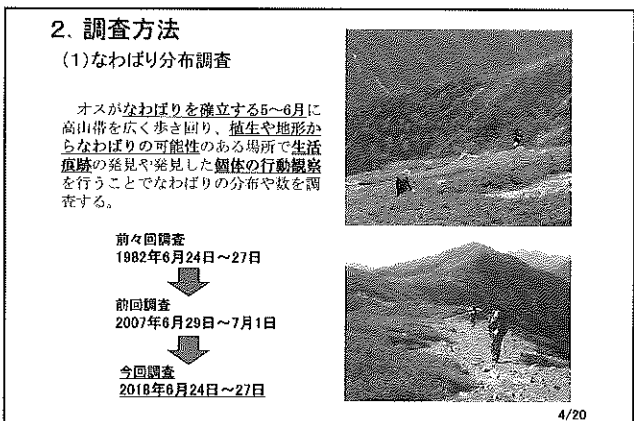 2. 調査方法
(1)なわばり分布調査
オスがなわばりを確立する5~6月に
高山帯を広く歩き回り、植生や地形か
らなわばりの可能性のある場所で生活
痕跡の発見や発見した個体の行動観察
を行うことでなわばりの分布や数を調
査する。
前々回調査
1982年6月24日~27日
前回調査
2007年6月29日~7月1日
今回調査
2018年6月24日~27日
4/20